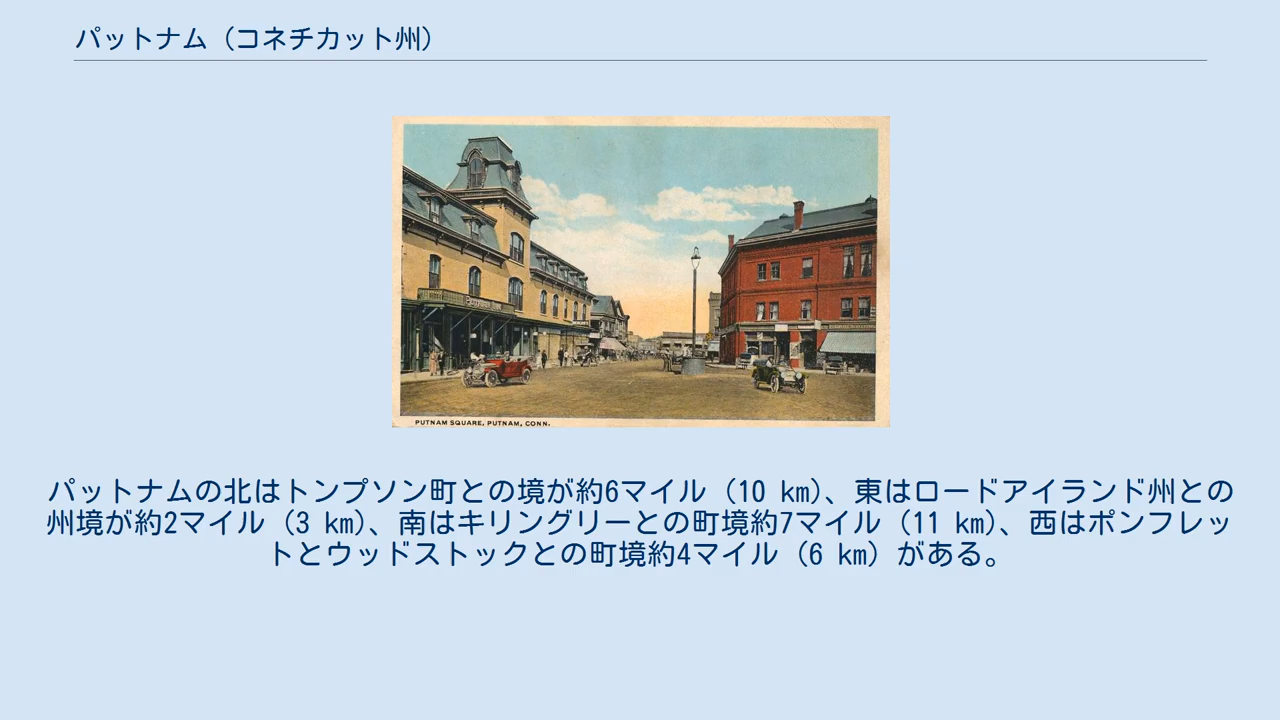 パットナム（コネチカット州）
PUTNAM SQUARE, PUTNAM, CONN.
パットナムの北はトンプソン町との境が約6マイル（10 km）、東はロードアイランド州との
州境が約2マイル（3 km）、南はキリングリーとの町境約7マイル（11 km）、西はポンフレッ
トとウッドストックとの町境約4マイル（6 km）がある。